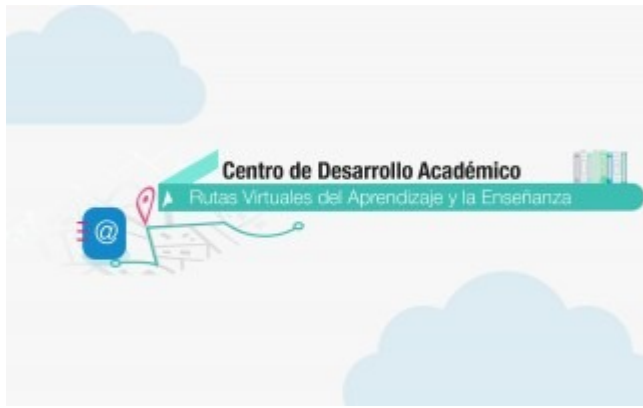 Centro de Desarrollo Académico
Rutas Virtuales del Aprendizaje y la Enseñanza
@